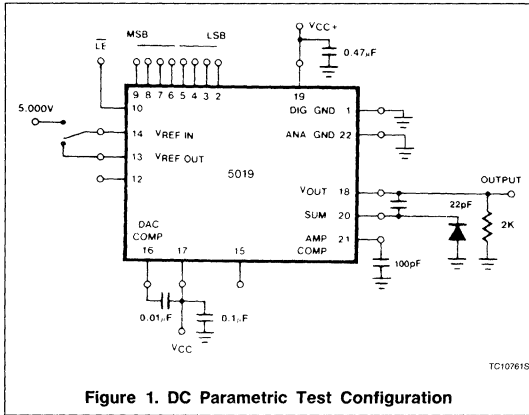 VCC+
0.47µF
LE
MSB LSB
9 8 7 6 5 4 3 2
19
10
DIG GND 1
5.000V
14 VREF IN
ANA GND 22
13 VREF OUT
12
5019
VOUT 18
OUTPUT
22pF
SUM 20
2K
DAC COMP
AMP COMP 21
16 17 15
100pF
0.01µF 0.1µF
VCC
TC10761S
Figure 1. DC Parametric Test Configuration